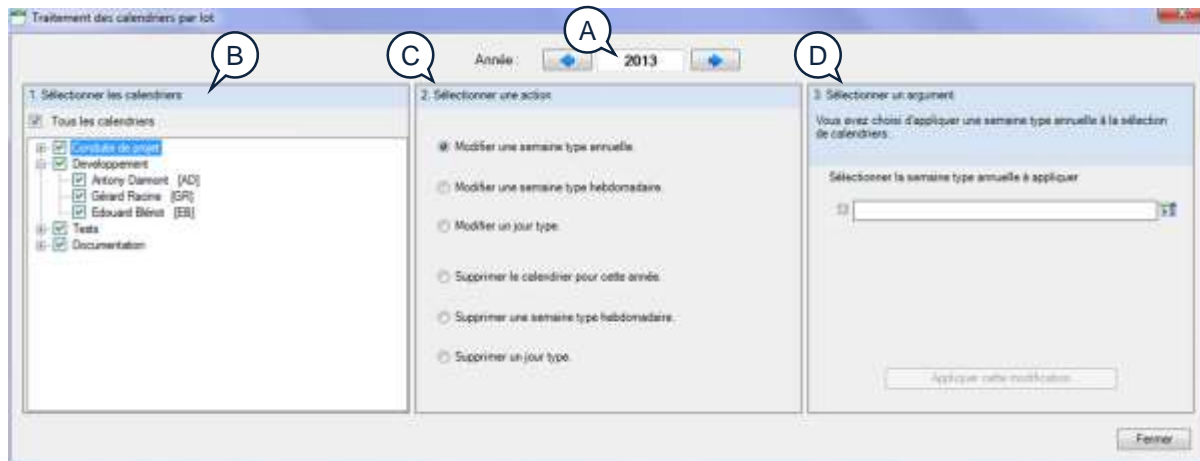 Traitement des calendriers par lot
A
B
C
D
Année :
2013
1. Sélectionner les calendriers
Tous les calendriers
Conduite de projet
Developpement
Antony Damont [AD]
Gérard Racine [GR]
Edouard [EB]
Tests
Documentation
2. Sélectionner une action
Modifier une semaine type annuelle.
Modifier une semaine type hebdomadaire.
Modifier un jour type.
Supprimer le calendrier pour cette année.
Supprimer une semaine type hebdomadaire.
Supprimer un jour type.
3. Sélectionner un argument
Vous avez choisi d'appliquer une semaine type annuelle à la sélection
de calendriers.
Sélectionner la semaine type annuelle à appliquer
Appliquer cette modification...
Fermer